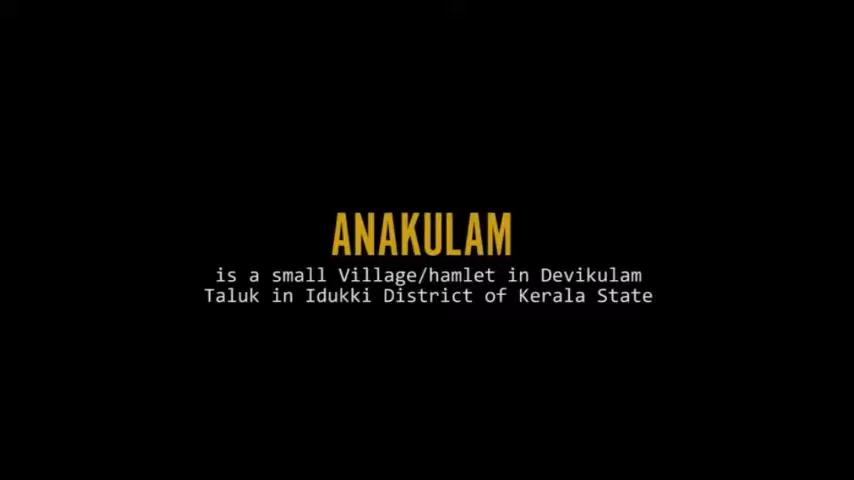 ANAKULAM
is a small Village/hamlet in Devikulam
Taluk in Idukki District of Kerala State